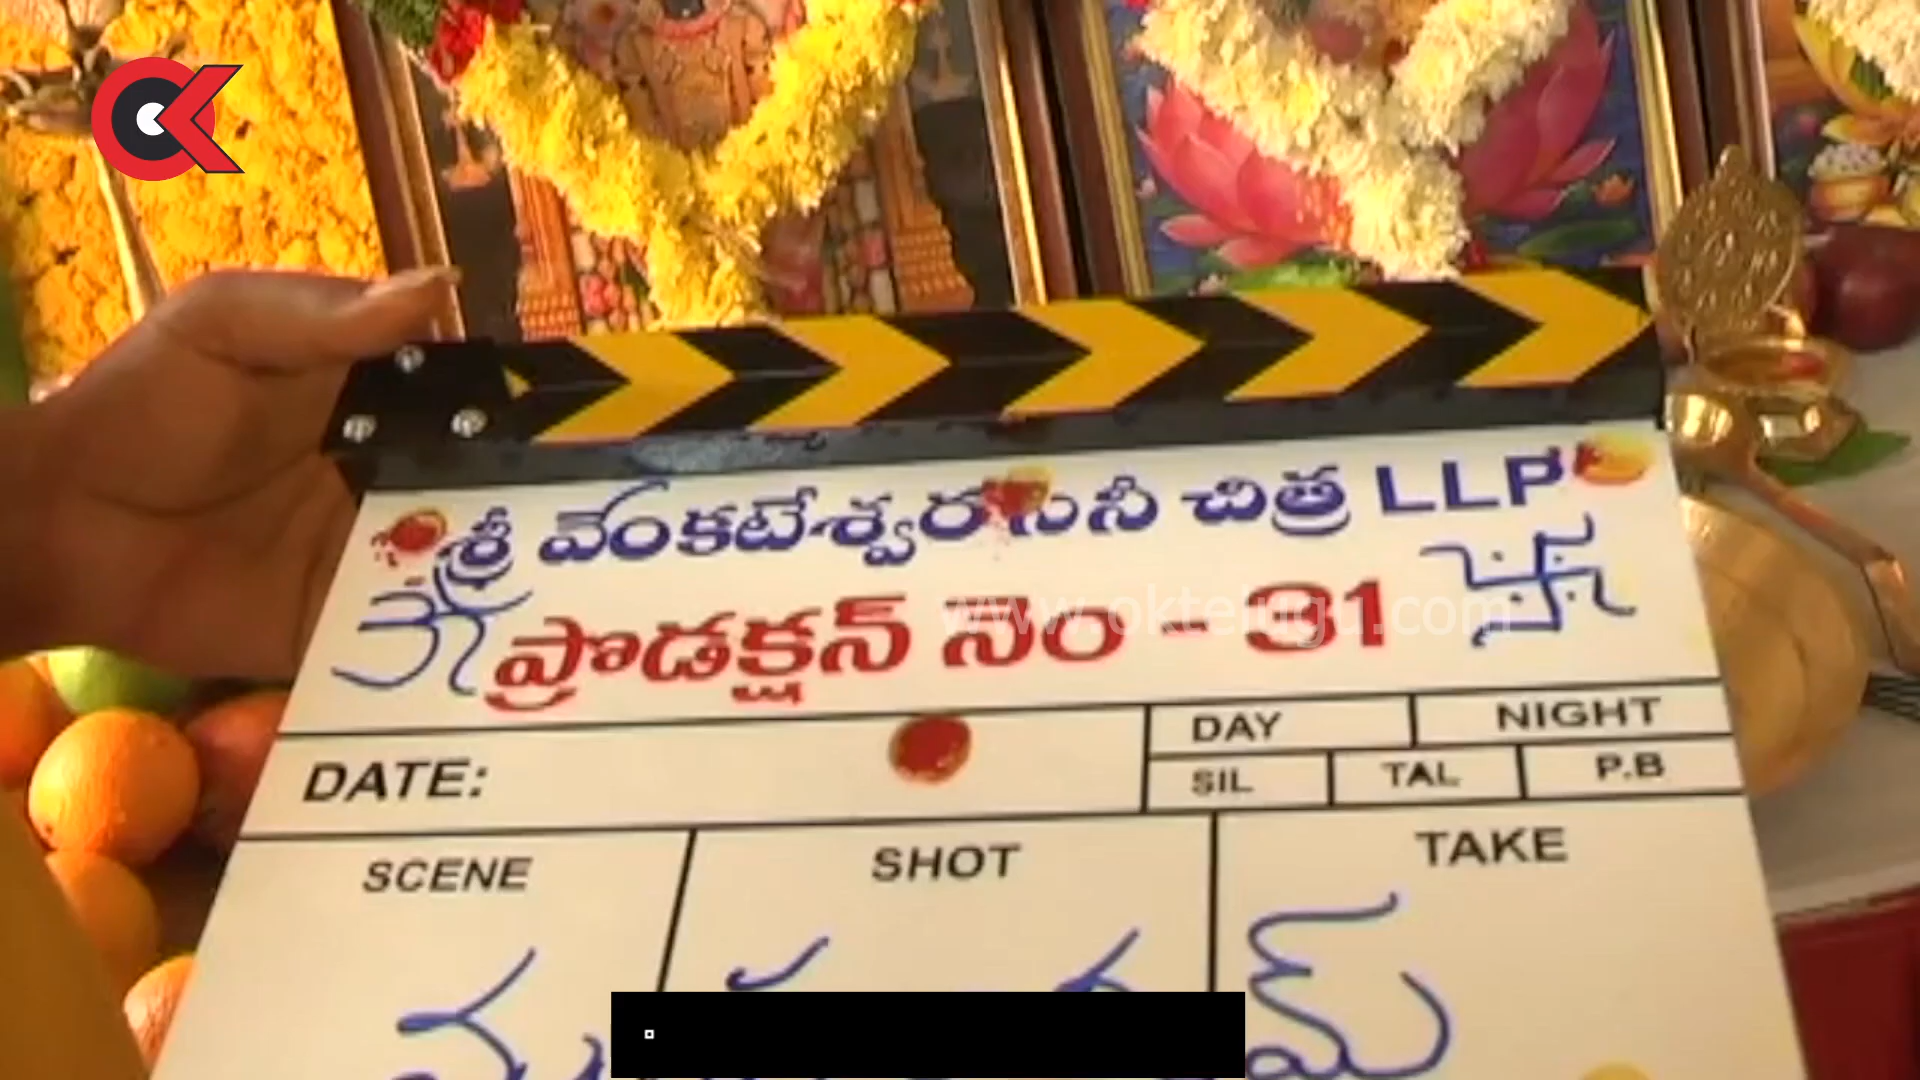 శ్రీ వేంకటేశ్వర సినీ చిత్ర LLP
ప్రొడక్షన్ నెం - 31
www.oktelugu.com
DAY NIGHT
DATE:
SIL TAL P.B
SCENE SHOT TAKE